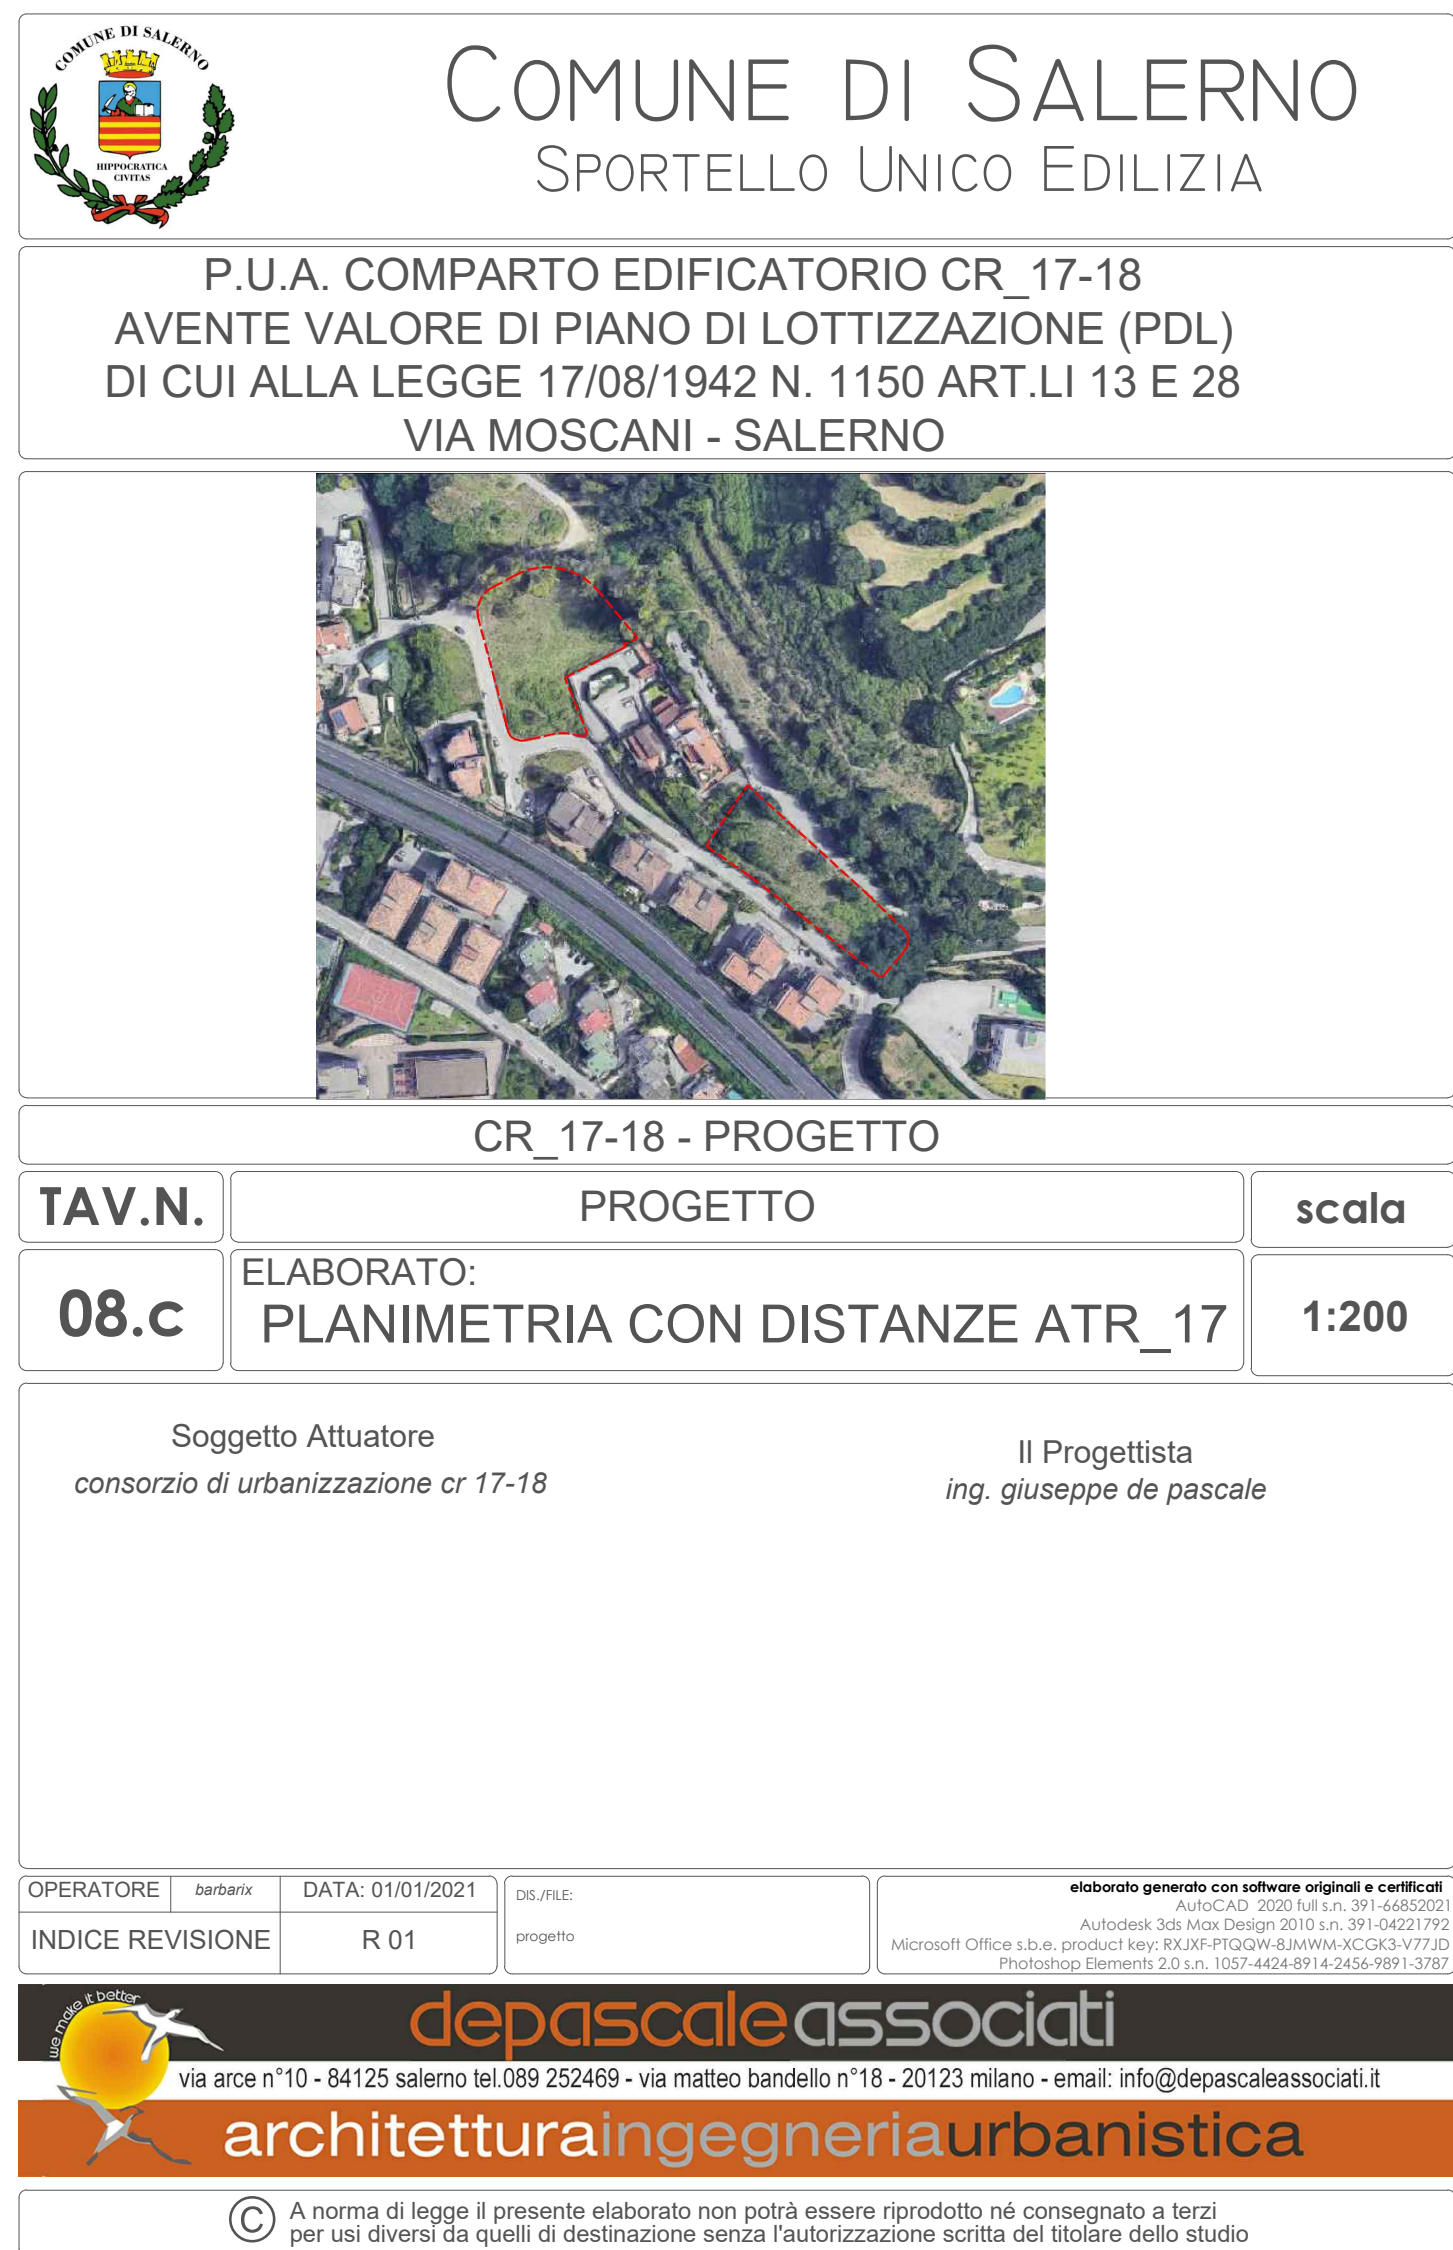 COMUNE DI SALERNO
HIPPOCRATICA
CIVITAS
COMUNE DI SALERNO
SPORTELLO UNICO EDILIZIA
P.U.A. COMPARTO EDIFICATORIO CR_17-18
AVENTE VALORE DI PIANO DI LOTTIZZAZIONE (PDL)
DI CUI ALLA LEGGE 17/08/1942 N. 1150 ART.LI 13 E 28
VIA MOSCANI - SALERNO
CR_17-18 - PROGETTO
TAV.N.
PROGETTO
scala
08.c
ELABORATO:
PLANIMETRIA CON DISTANZE ATR_17
1:200
Soggetto Attuatore
consorzio di urbanizzazione cr 17-18
Il Progettista
ing. giuseppe de pascale
OPERATORE barbarix DATA: 01/01/2021
INDICE REVISIONE R 01
DIS./FILE:
progetto
elaborato generato con software originali e certificati
AutoCAD 2020 full s.n. 391-66852021
Autodesk 3ds Max Design 2010 s.n. 391-04221792
Microsoft Office s.b.e. product key: RXJXF-PTQQW-8JMWM-XCGK3-V77JD
Photoshop Elements 2.0 s.n. 1057-4424-8914-2456-9891-3787
we make it better
depascaleassociati
via arce n°10 - 84125 salerno tel.089 252469 - via matteo bandello n°18 - 20123 milano - email: info@depascaleassociati.it
architetturaingegneriaurbanistica
© A norma di legge il presente elaborato non potrà essere riprodotto né consegnato a terzi
per usi diversi da quelli di destinazione senza l'autorizzazione scritta del titolare dello studio